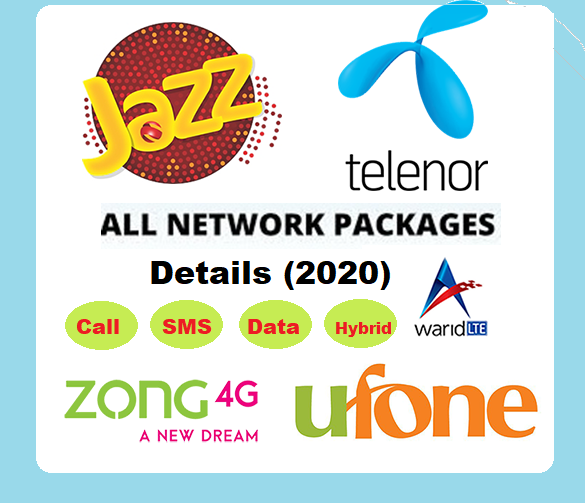 Jazz
telenor
ALL NETWORK PACKAGES
Details (2020)
Call SMS Data Hybrid
warid LTE
ZONG 4G
A NEW DREAM
ufone